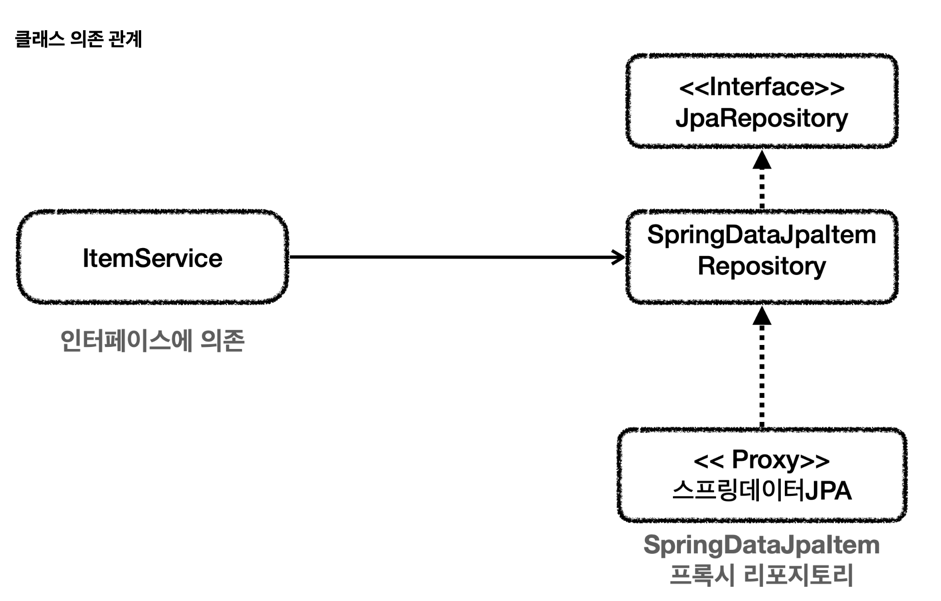 클래스 의존 관계
<<Interface>>
JpaRepository
ItemService
SpringDataJpaItem
Repository
인터페이스에 의존
<< Proxy>>
스프링데이터JPA
SpringDataJpaItem
프록시 리포지토리